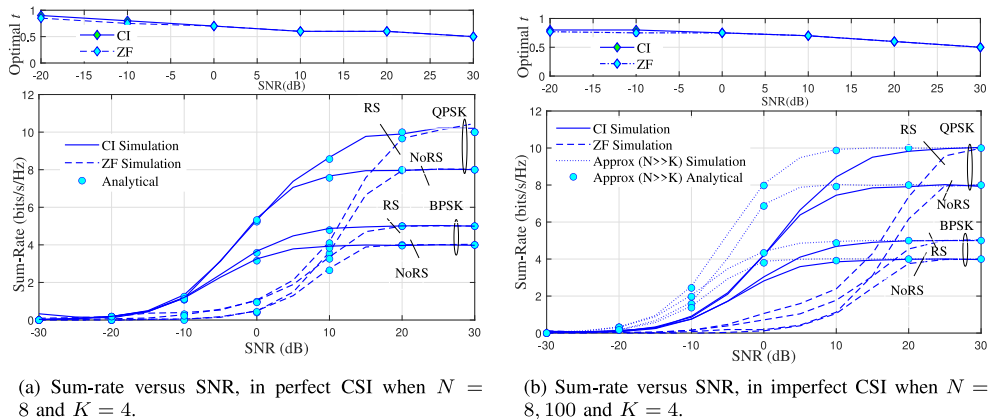 Optimal t
1
0.5
0
CI
ZF
-20 -15 -10 -5 0 5 10 15 20 30
SNR(dB)
Sum-Rate (bits/s/Hz)
12
10
8
6
4
2
0
CI Simulation
ZF Simulation
Analytical
RS
QPSK
NoRS
RS
BPSK
NoRS
-30 -20 -10 0 10 20 30
SNR (dB)
(a) Sum-rate versus SNR, in perfect CSI when N =
8 and K = 4.
Optimal t
1
0.5
0
CI
ZF
-20 -15 -10 -5 0 5 10 15 20 30
SNR(dB)
Sum-Rate (bits/s/Hz)
12
10
8
6
4
2
0
CI Simulation
ZF Simulation
Approx (N>>K) Simulation
Approx (N>>K) Analytical
RS
QPSK
NoRS
BPSK
RS
NoRS
-30 -20 -10 0 10 20 30
SNR (dB)
(b) Sum-rate versus SNR, in imperfect CSI when N =
8, 100 and K = 4.